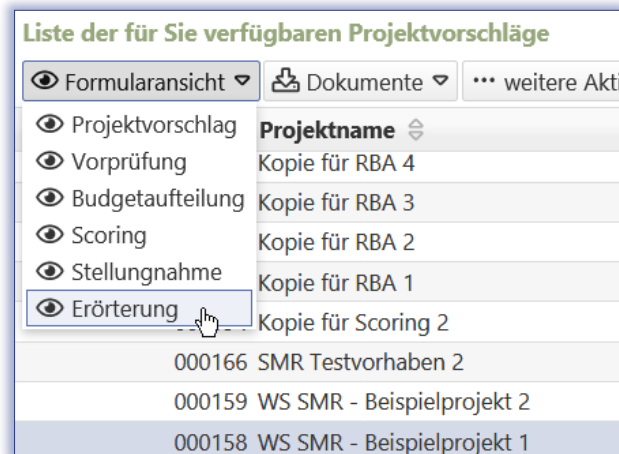 Liste der für Sie verfügbaren Projektvorschläge
Formularansicht Dokumente ··· weitere
Projektvorschlag Projektname
Kopie für RBA 4
Vorprüfung
Kopie für RBA 3
Budgetaufteilung
Kopie für RBA 2
Scoring
Kopie für RBA 1
Stellungnahme
Erörterung
Kopie für Scoring 2
000166 SMR Testvorhaben 2
000159 WS SMR - Beispielprojekt 2
000158 WS SMR - Beispielprojekt 1